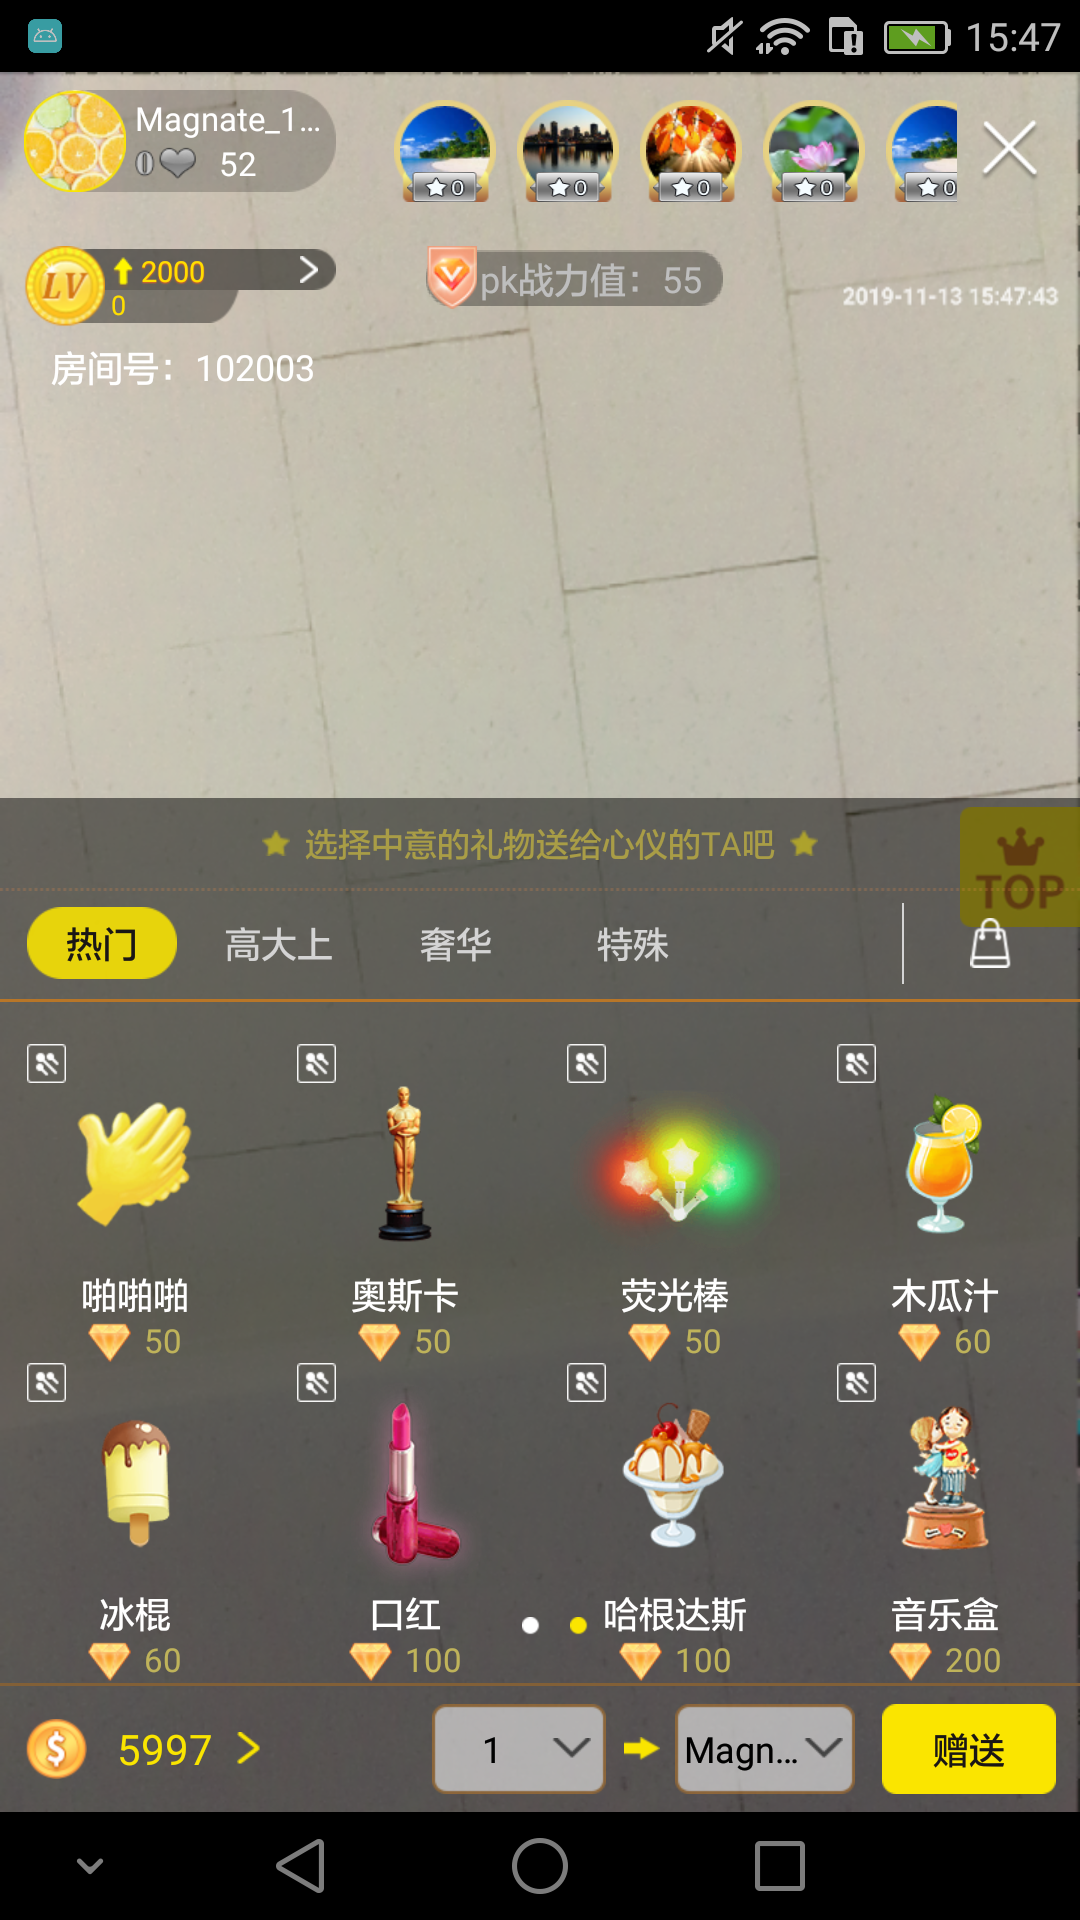 15:47
Magnate_1...
52
0
0
0
0
0
LV
2000
0
pk战力值：55
2019-11-13 15:47:43
房间号：102003
选择中意的礼物送给心仪的TA吧
TOP
热门
高大上
奢华
特殊
啪啪啪
奥斯卡
荧光棒
木瓜汁
50
50
50
60
冰棍
口红
哈根达斯
音乐盒
60
100
100
200
5997
1
Magn...
赠送